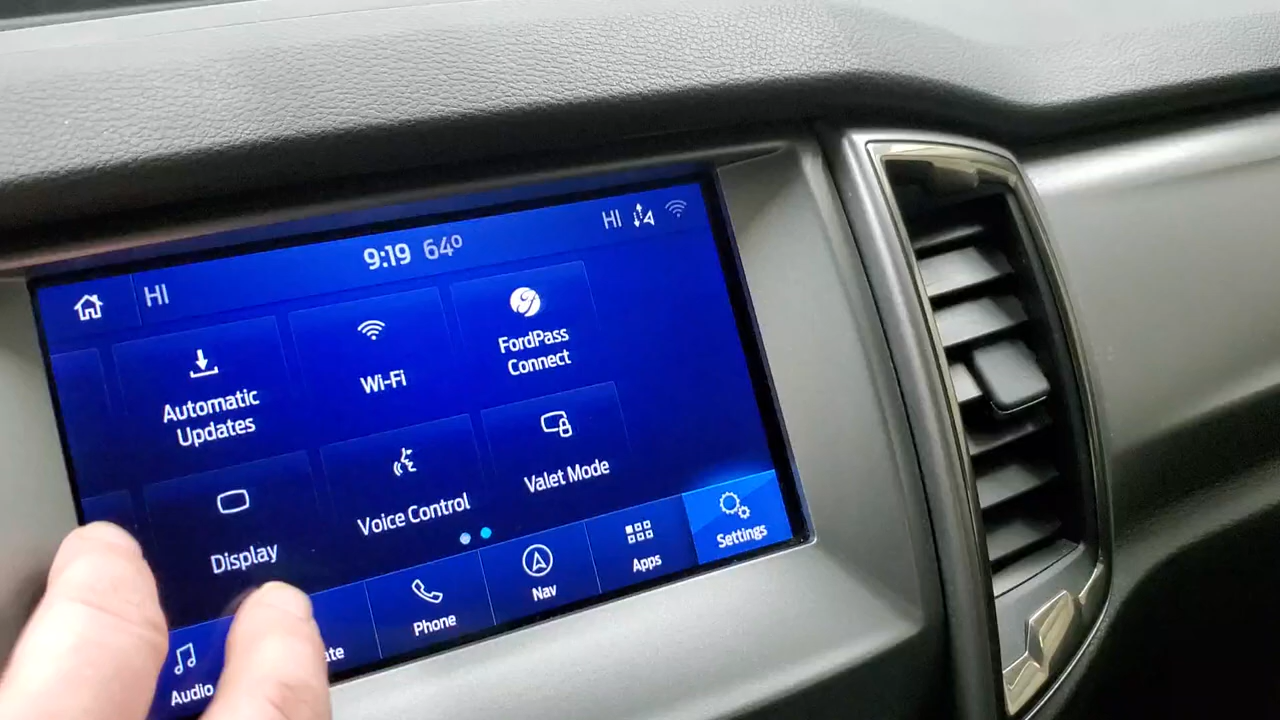 HI
9:19 64º
HI
Automatic
Updates
Wi-Fi
FordPass
Connect
Display
Voice Control
Valet Mode
Audio
Phone
Nav
Apps
Settings